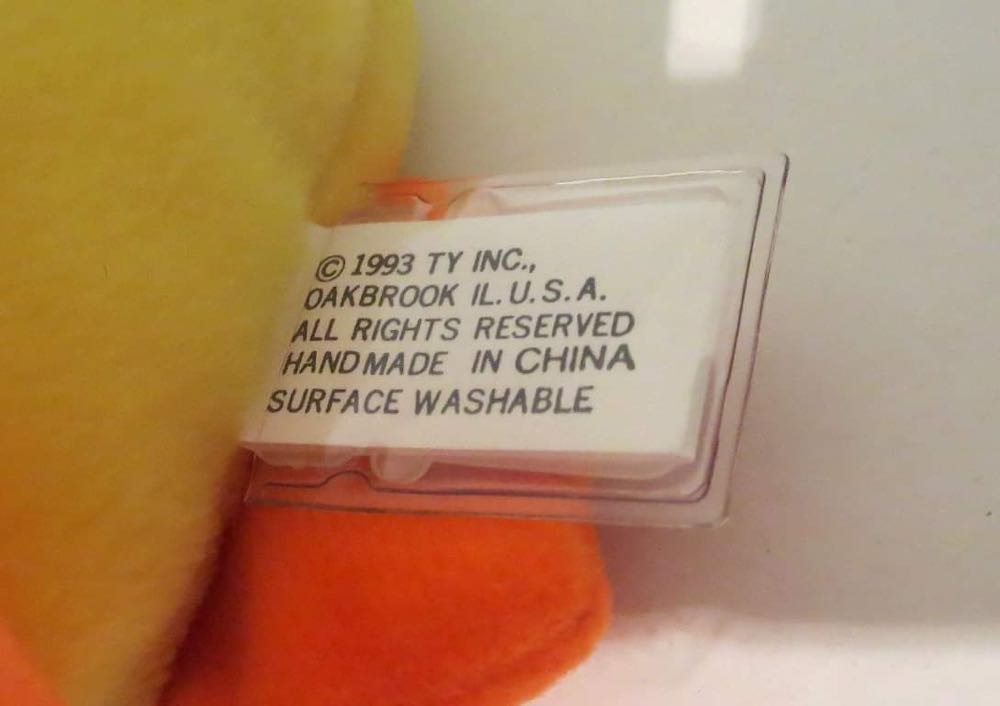 © 1993 TY INC.,
OAKBROOK IL. U.S.A.
ALL RIGHTS RESERVED
HANDMADE IN CHINA
SURFACE WASHABLE